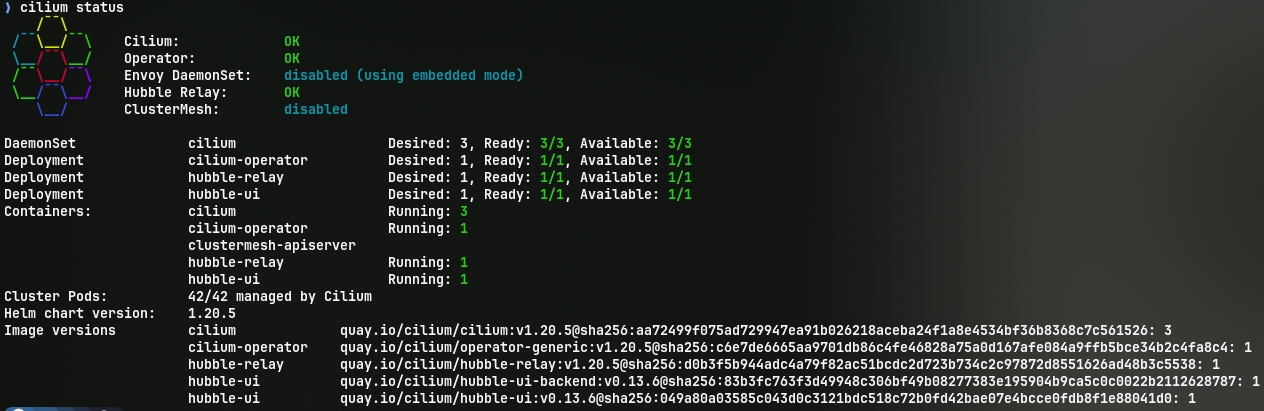 ❯ cilium status
Cilium: OK
Operator: OK
Envoy DaemonSet: disabled (using embedded mode)
Hubble Relay: OK
ClusterMesh: disabled
DaemonSet cilium Desired: 3, Ready: 3/3, Available: 3/3
Deployment cilium-operator Desired: 1, Ready: 1/1, Available: 1/1
Deployment hubble-relay Desired: 1, Ready: 1/1, Available: 1/1
Deployment hubble-ui Desired: 1, Ready: 1/1, Available: 1/1
Containers: cilium Running: 3
cilium-operator Running: 1
clustermesh-apiserver
hubble-relay Running: 1
hubble-ui Running: 1
Cluster Pods: 42/42 managed by Cilium
Helm chart version: 1.20.5
Image versions cilium quay.io/cilium/cilium:v1.20.5@sha256:aa72499f075ad729947ea91b026218aceba24f1a8e4534bf36b8368c7c561526: 3
cilium-operator quay.io/cilium/operator-generic:v1.20.5@sha256:c6e7de6665aa9701db86c4fe46828a75a0d167afe084a9ffb5bce34b2c4fa8c4: 1
hubble-relay quay.io/cilium/hubble-relay:v1.20.5@sha256:d0b3f5b944adc4a79f82ac51bcdc2d723b734c2c97872d8551626ad48b3c5538: 1
hubble-ui quay.io/cilium/hubble-ui-backend:v0.13.6@sha256:83b3fc763f3d49948c306bf49b08277383e195904b9ca5c0c0022b2112628787: 1
hubble-ui quay.io/cilium/hubble-ui:v0.13.6@sha256:049a80a03585c043d0c3121bdc518c72b0fd42bae07e4bcce0fdb8f1e88041d0: 1